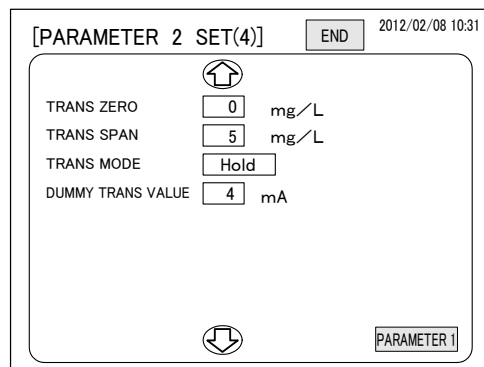 [PARAMETER 2 SET(4)] END 2012/02/08 10:31
TRANS ZERO 0 mg／L
TRANS SPAN 5 mg／L
TRANS MODE Hold
DUMMY TRANS VALUE 4 mA
PARAMETER 1